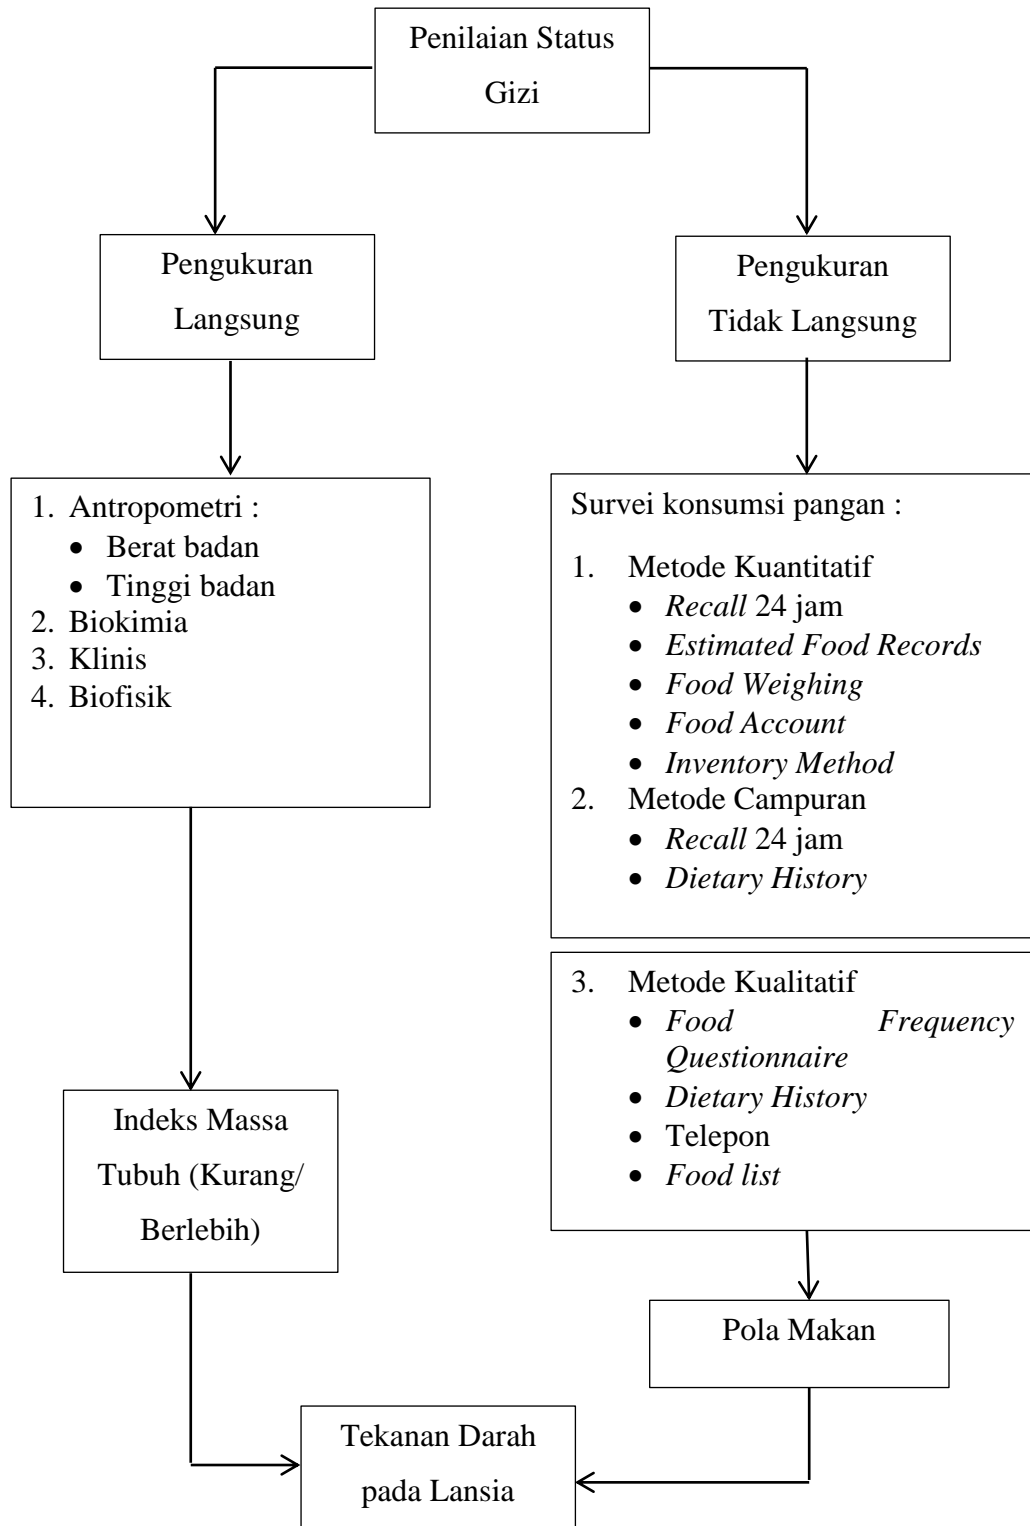 Penilaian Status
Gizi
Pengukuran
Langsung
Pengukuran
Tidak Langsung
1. Antropometri :
• Berat badan
• Tinggi badan
2. Biokimia
3. Klinis
4. Biofisik
Survei konsumsi pangan :
1. Metode Kuantitatif
• Recall 24 jam
• Estimated Food Records
• Food Weighing
• Food Account
• Inventory Method
2. Metode Campuran
• Recall 24 jam
• Dietary History
3. Metode Kualitatif
• Food Frequency
Questionnaire
• Dietary History
• Telepon
• Food list
Indeks Massa
Tubuh (Kurang/
Berlebih)
Pola Makan
Tekanan Darah
pada Lansia